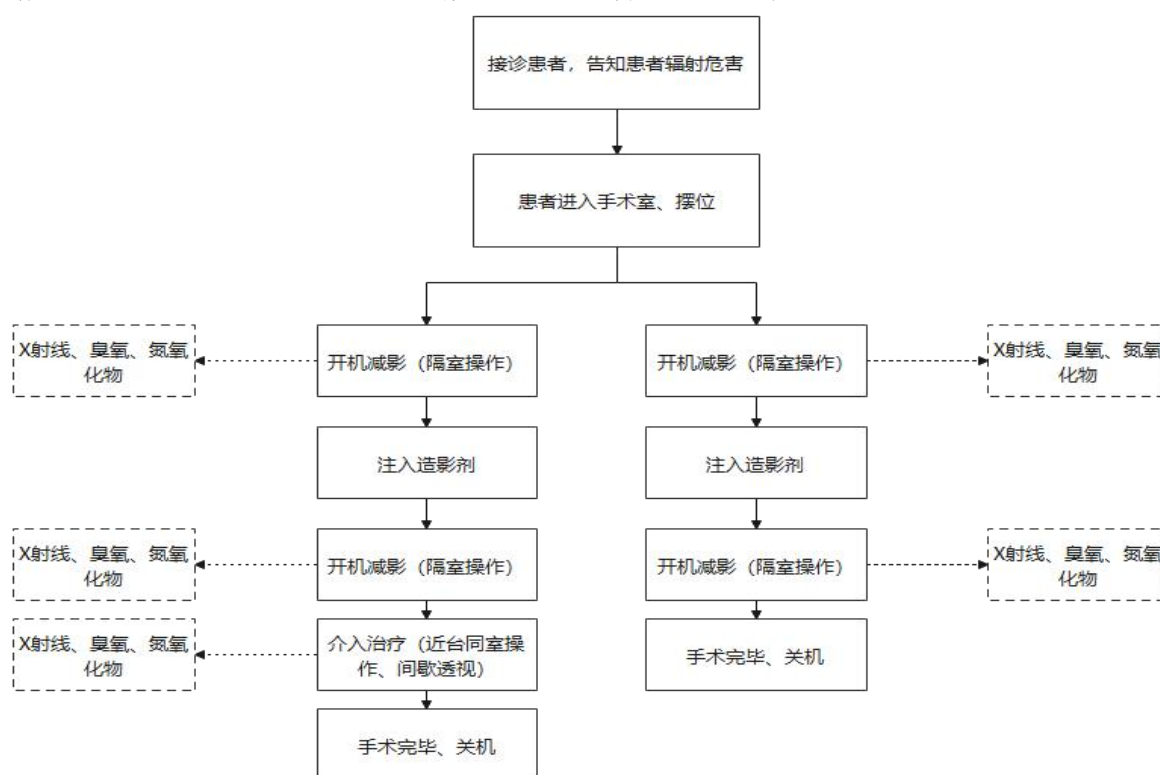 接诊患者，告知患者辐射危害
患者进入手术室、摆位
X射线、臭氧、氮氧
化物
开机减影（隔室操作）
开机减影（隔室操作）
X射线、臭氧、氮氧
化物
注入造影剂
注入造影剂
X射线、臭氧、氮氧
化物
开机减影（隔室操作）
开机减影（隔室操作）
X射线、臭氧、氮氧
化物
X射线、臭氧、氮氧
化物
介入治疗（近台同室操
作、间歇透视）
手术完毕、关机
手术完毕、关机